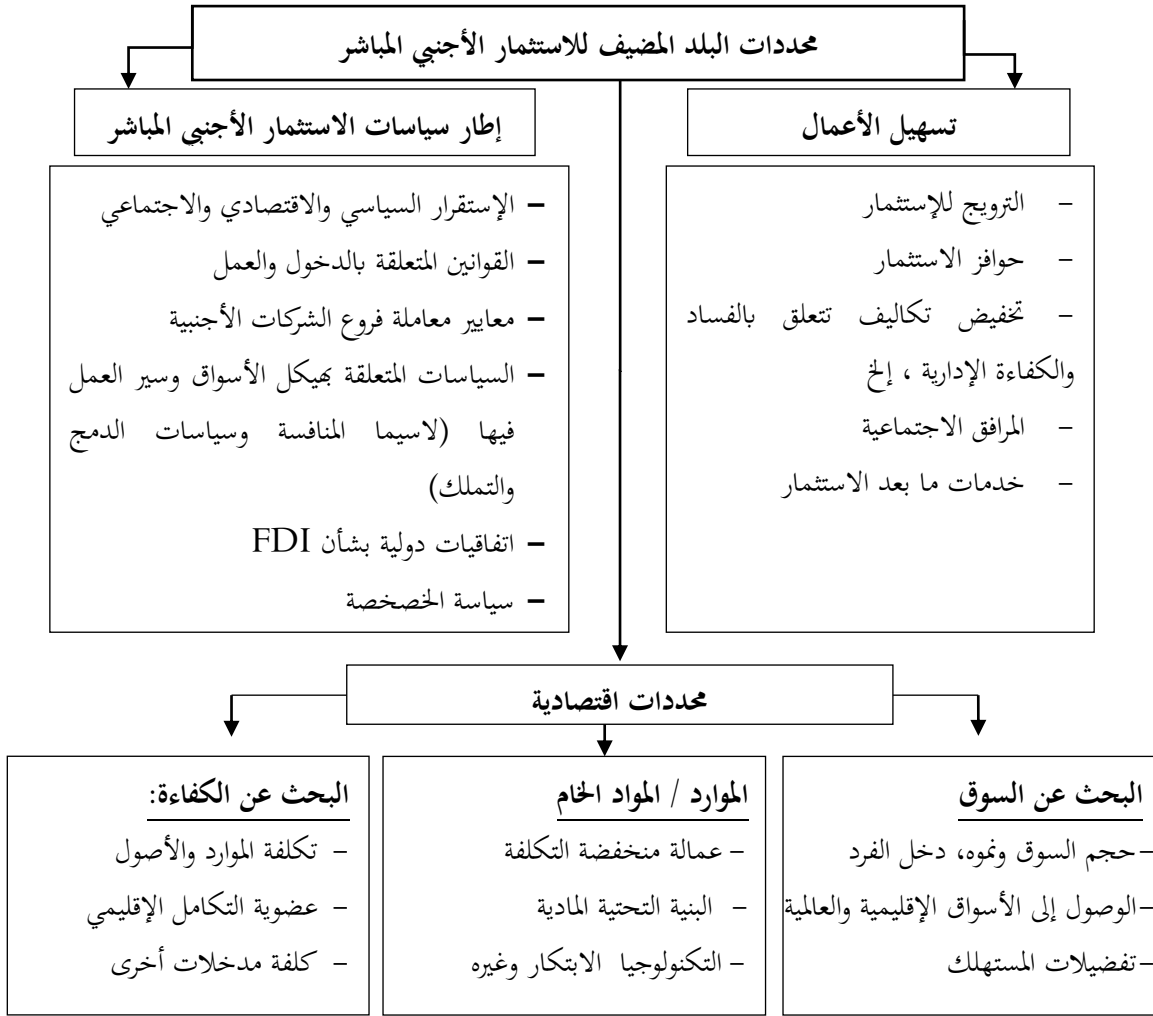 محددات البلد المضيف للاستثمار الأجنبي المباشر
تسهيل الأعمال
– الترويج للإستثمار
– حوافز الاستثمار
– تخفيض تكاليف تتعلق بالفساد
والكفاءة الإدارية ، إلخ
– المرافق الاجتماعية
– خدمات ما بعد الاستثمار
إطار سياسات الاستثمار الأجنبي المباشر
– الإستقرار السياسي والاقتصادي والاجتماعي
– القوانين المتعلقة بالدخول والعمل
– معايير معاملة فروع الشركات الأجنبية
– السياسات المتعلقة بهيكل الأسواق وسير العمل
فيها (لاسيما المنافسة وسياسات الدمج
والتملك)
– اتفاقيات دولية بشأن FDI
– سياسة الخصخصة
محددات اقتصادية
البحث عن السوق
–حجم السوق ونموه، دخل الفرد
–الوصول إلى الأسواق الإقليمية والعالمية
–تفضيلات المستهلك
الموارد / المواد الخام
– عمالة منخفضة التكلفة
– البنية التحتية المادية
– التكنولوجيا الابتكار وغيره
البحث عن الكفاءة:
– تكلفة الموارد والأصول
– عضوية التكامل الإقليمي
– كلفة مدخلات أخرى